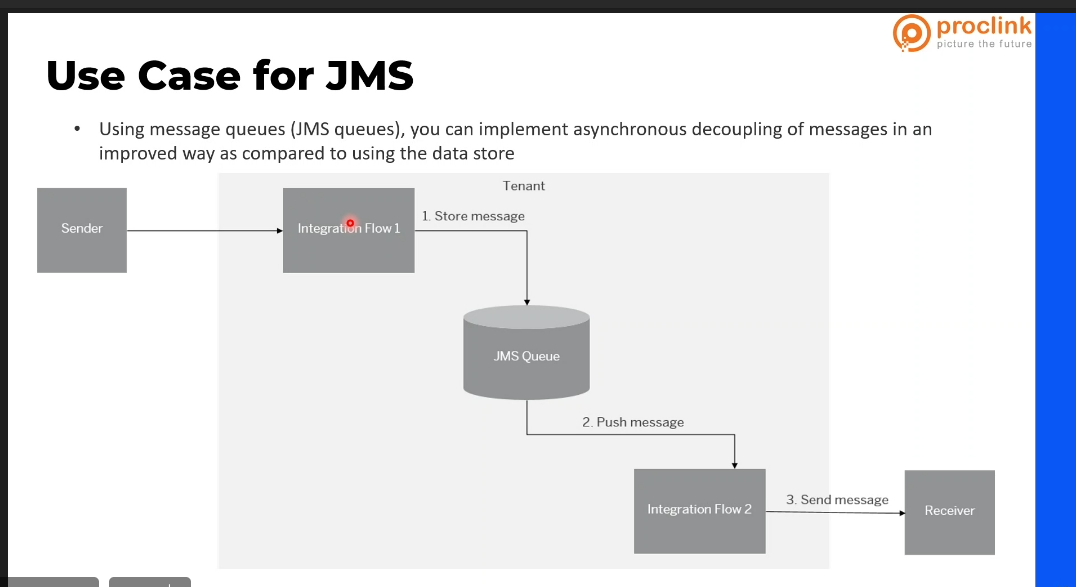 proclink
picture the future
Use Case for JMS
• Using message queues (JMS queues), you can implement asynchronous decoupling of messages in an
improved way as compared to using the data store
Tenant
Sender
Integration Flow 1
1. Store message
JMS Queue
2. Push message
Integration Flow 2
3. Send message
Receiver